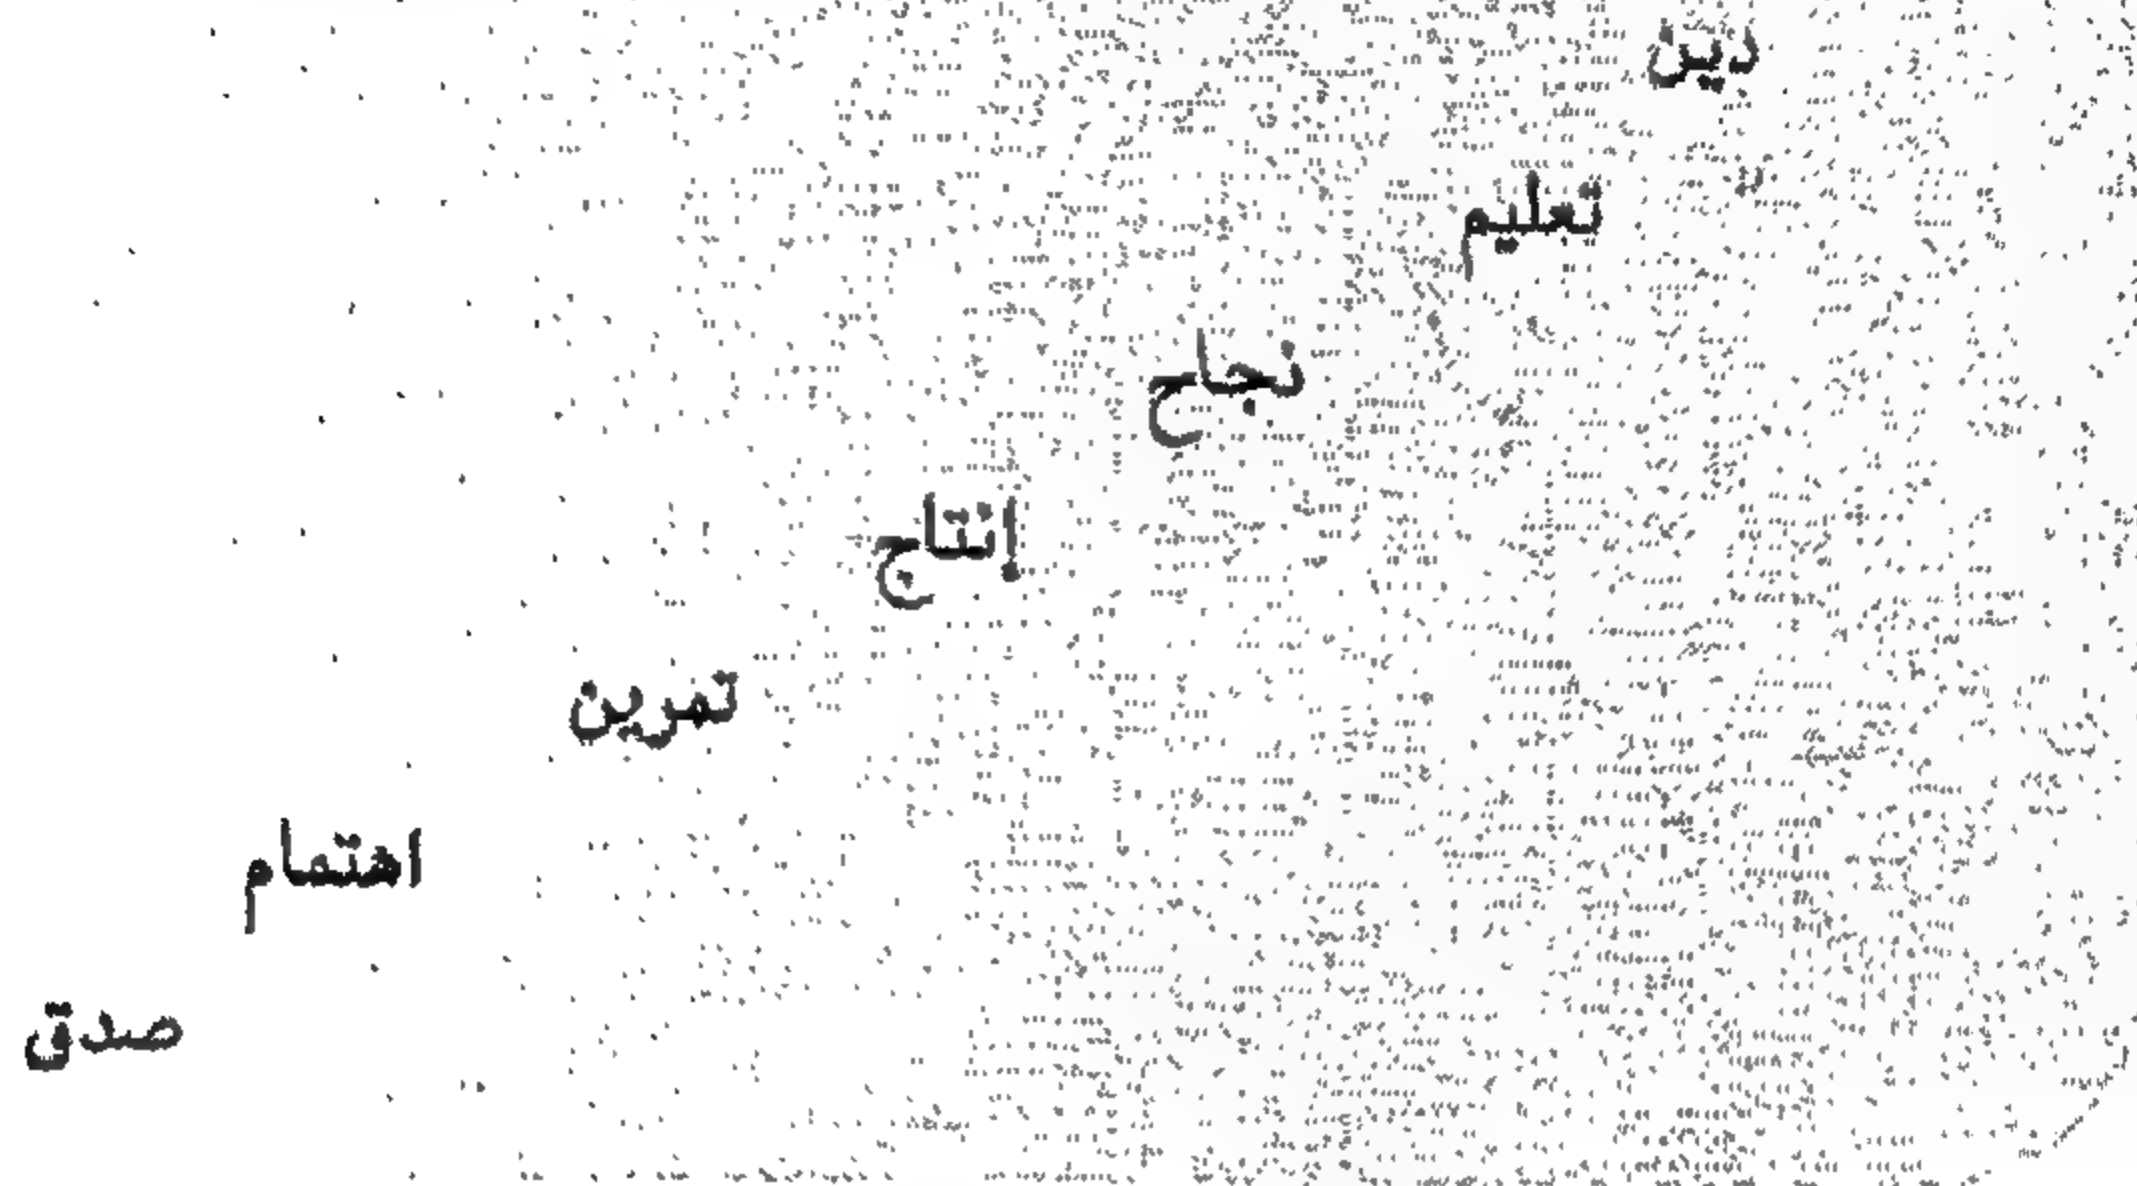 دين
تعليم
نجاح
إنتاج
تمرين
اهتمام
صدق